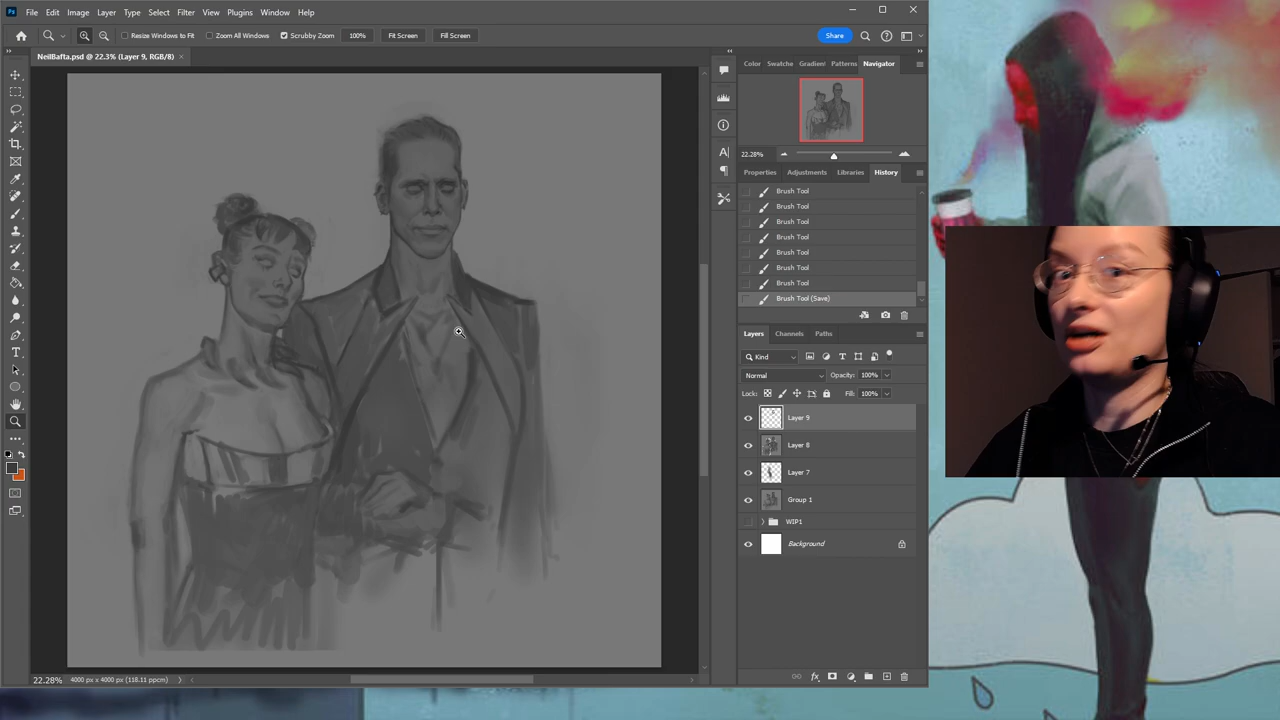 Ps File Edit Image Layer Type Select Filter View Plugins Window Help
Resize Windows to Fit Zoom All Windows Scrubby Zoom 100% Fit Screen Fill Screen Share
NeilBafta.psd @ 22.3% (Layer 9, RGB/8)
Color Swatche Gradien Patterns Navigator
22.28%
Properties Adjustments Libraries History
Brush Tool
Brush Tool
Brush Tool
Brush Tool
Brush Tool
Brush Tool
Brush Tool
Brush Tool (Save)
Layers Channels Paths
Kind
Normal Opacity: 100%
Lock: Fill: 100%
Layer 9
Layer 8
Layer 7
Group 1
WIP1
Background
22.28% 4000 px x 4000 px (118.11 ppcm)